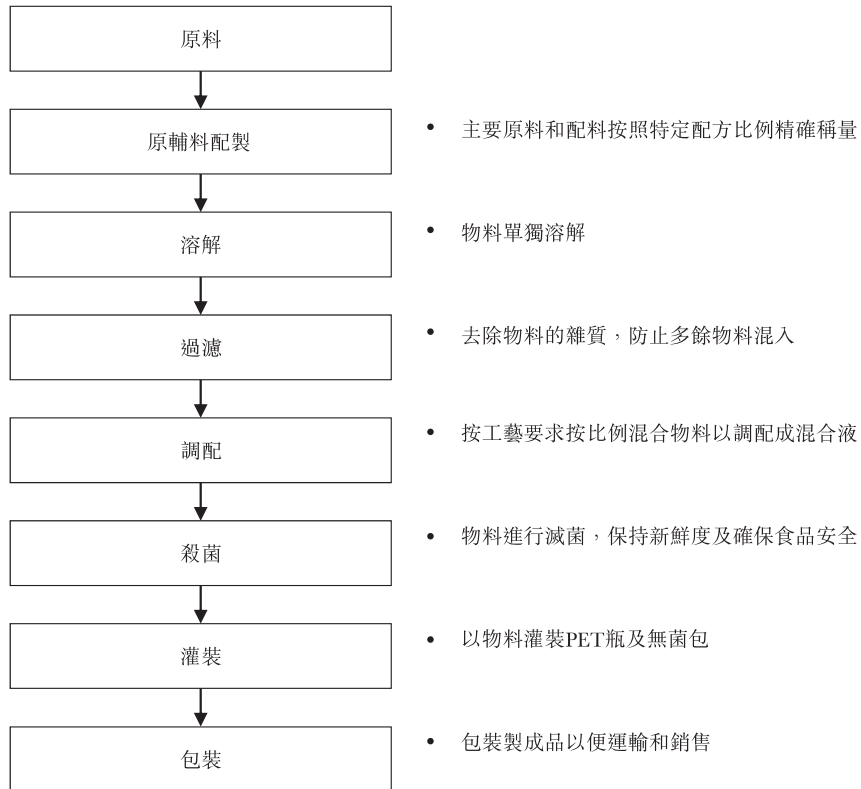 原料
原輔料配製
• 主要原料和配料按照特定配方比例精確稱量
溶解
• 物料單獨溶解
過濾
• 去除物料的雜質，防止多餘物料混入
調配
• 按工藝要求按比例混合物料以調配成混合液
殺菌
• 物料進行滅菌，保持新鮮度及確保食品安全
灌裝
• 以物料灌裝PET瓶及無菌包
包裝
• 包裝製成品以便運輸和銷售